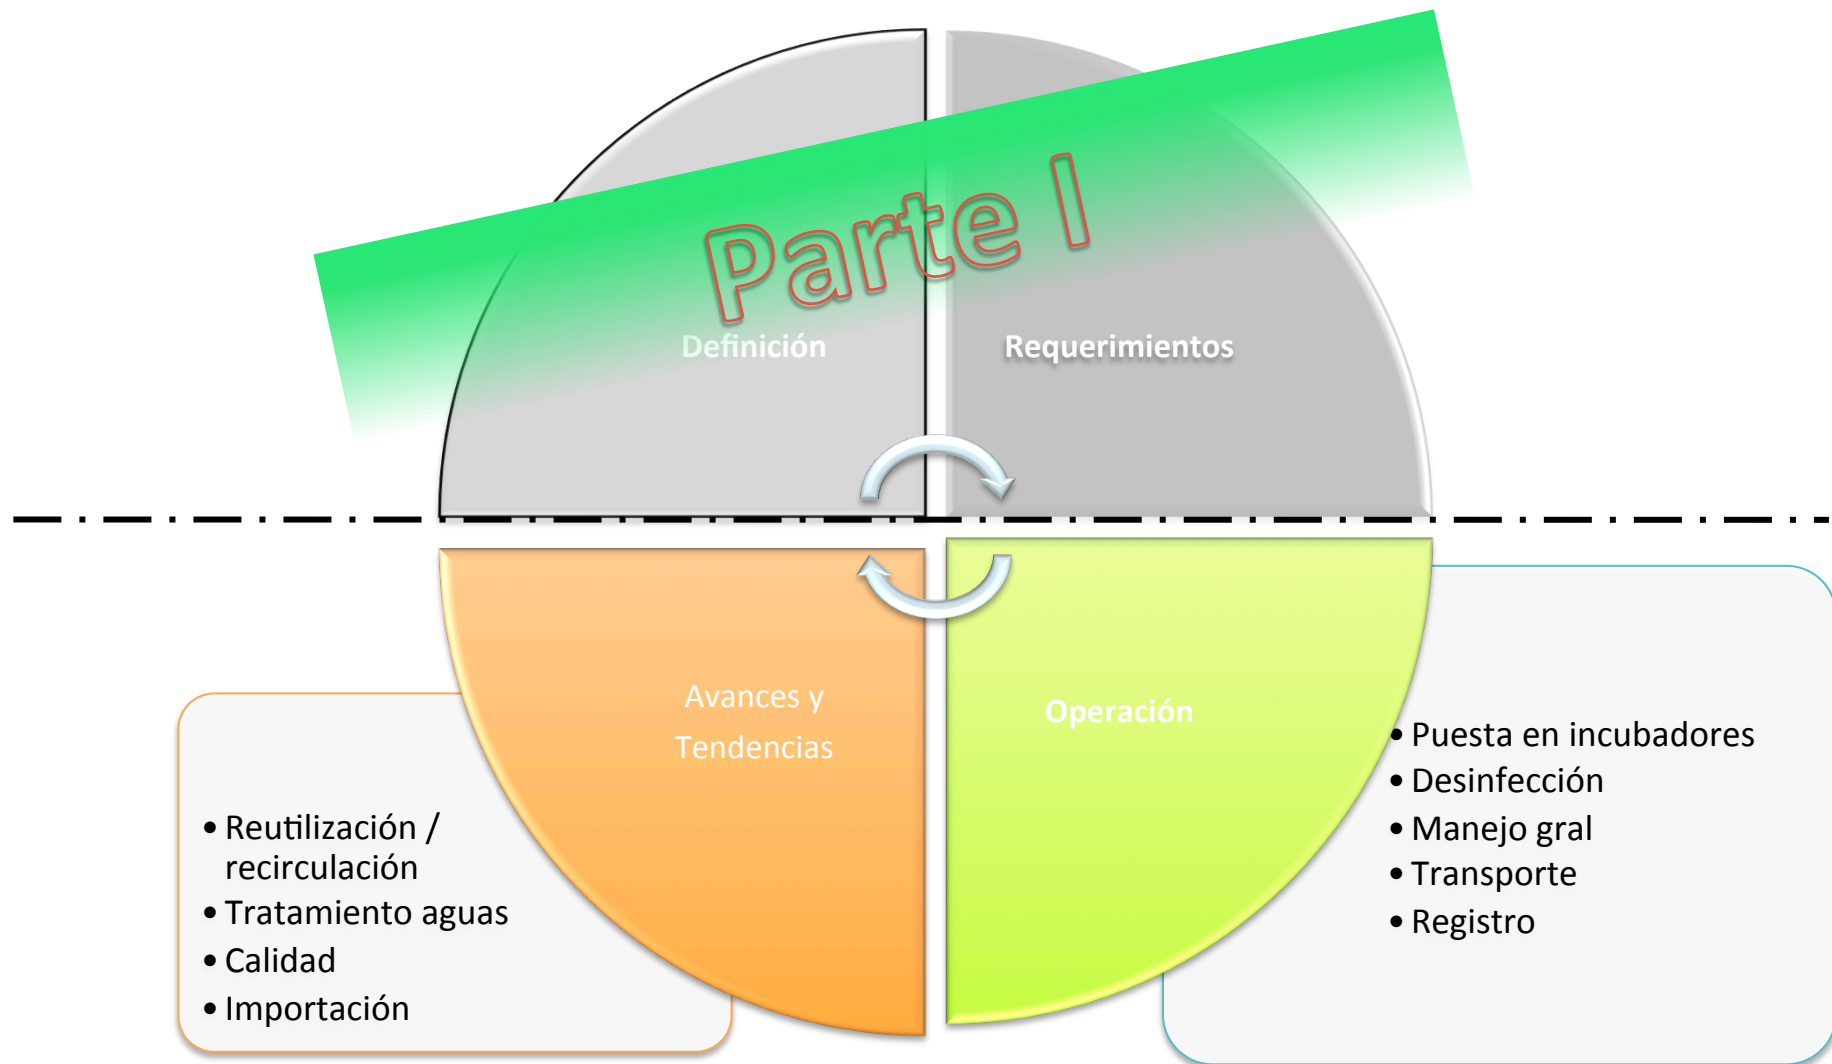 Parte I
Definición
Requerimientos
Avances y
Tendencias
Operación
• Reutilización /
recirculación
• Tratamiento aguas
• Calidad
• Importación
• Puesta en incubadores
• Desinfección
• Manejo gral
• Transporte
• Registro